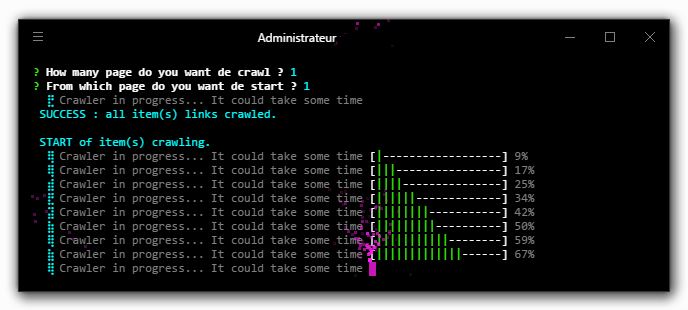 Administrateur
? How many page do you want de crawl ? 1
? From which page do you want de start ? 1
Crawler in progress... It could take some time
SUCCESS : all item(s) links crawled.
START of item(s) crawling.
Crawler in progress... It could take some time [|------------------] 9%
Crawler in progress... It could take some time [|||----------------] 17%
Crawler in progress... It could take some time [||||---------------] 25%
Crawler in progress... It could take some time [||||||-------------] 34%
Crawler in progress... It could take some time [||||||||-----------] 42%
Crawler in progress... It could take some time [|||||||||----------] 50%
Crawler in progress... It could take some time [|||||||||||--------] 59%
Crawler in progress... It could take some time [|||||||||||||------] 67%
Crawler in progress... It could take some time